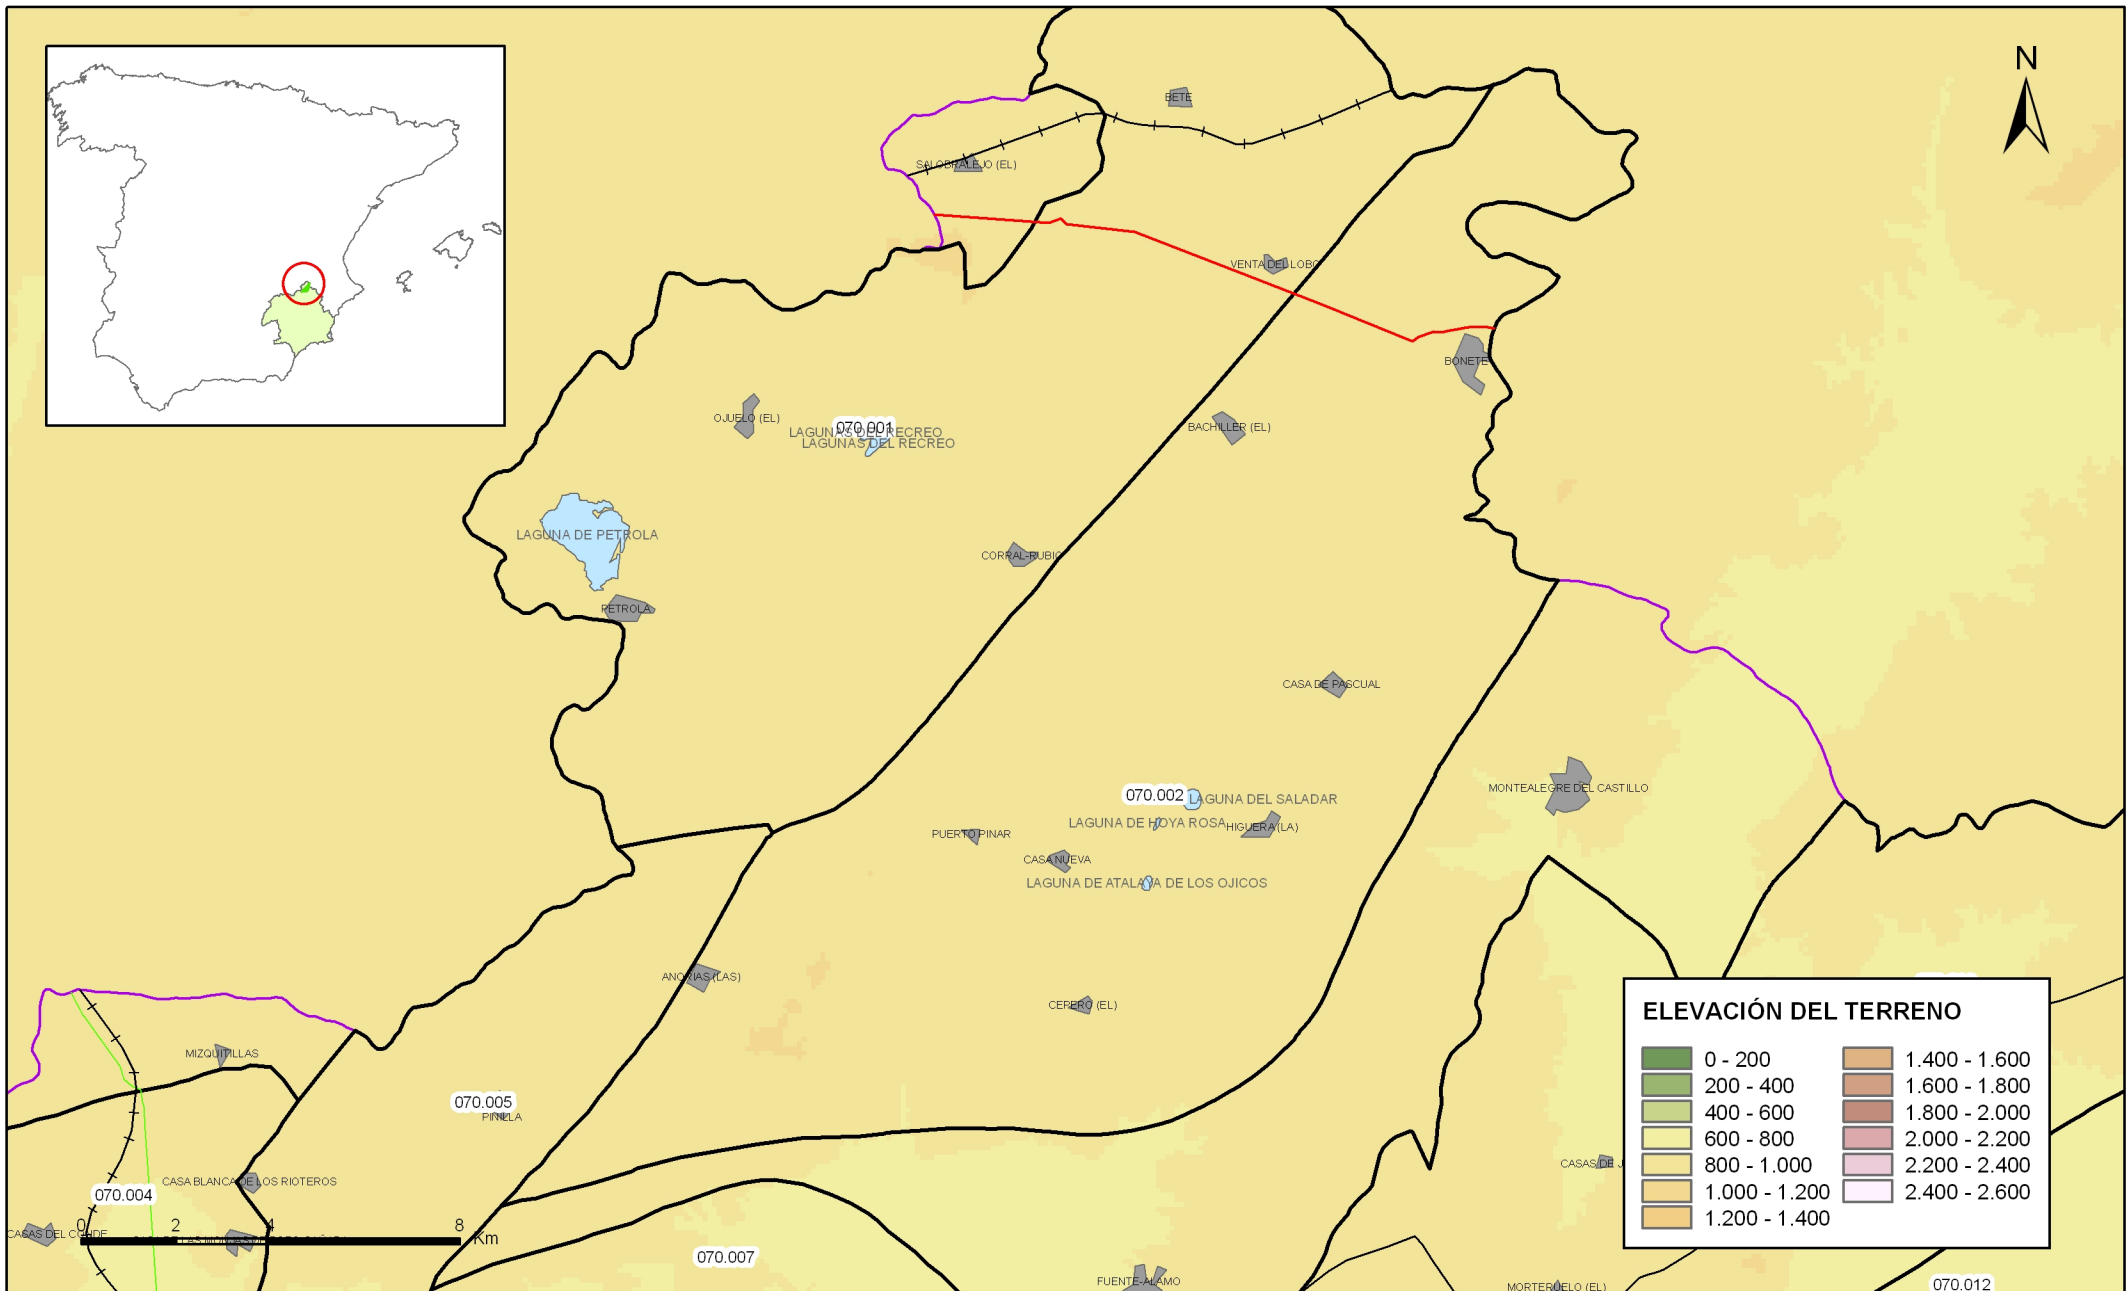 N
BETE
SALOBRALEJO (EL)
VENTA DEL LOBO
BONETE
OJUELO (EL)
070.001
LAGUNAS DEL RECREO
LAGUNAS DEL RECREO
BACHILLER (EL)
LAGUNA DE PETROLA
CORRAL-RUBIO
PETROLA
CASA DE PASCUAL
MONTEALEGRE DEL CASTILLO
070.002
LAGUNA DEL SALADAR
LAGUNA DE HOYA ROSA
HIGUERA (LA)
PUERTO PINAR
CASA NUEVA
LAGUNA DE ATALAYA DE LOS OJICOS
ANORIAS (LAS)
CEPERO (EL)
MIZQUITILLAS
070.005
PINILLA
CASA BLANCA DE LOS RIOTEROS
070.004
CASAS DEL CONDE
0 2 4 8
Km
070.007
FUENTE-ALAMO
CASAS DE J
MORTERUELO (EL)
070.012
ELEVACIÓN DEL TERRENO
0 - 200
200 - 400
400 - 600
600 - 800
800 - 1.000
1.000 - 1.200
1.200 - 1.400
1.400 - 1.600
1.600 - 1.800
1.800 - 2.000
2.000 - 2.200
2.200 - 2.400
2.400 - 2.600